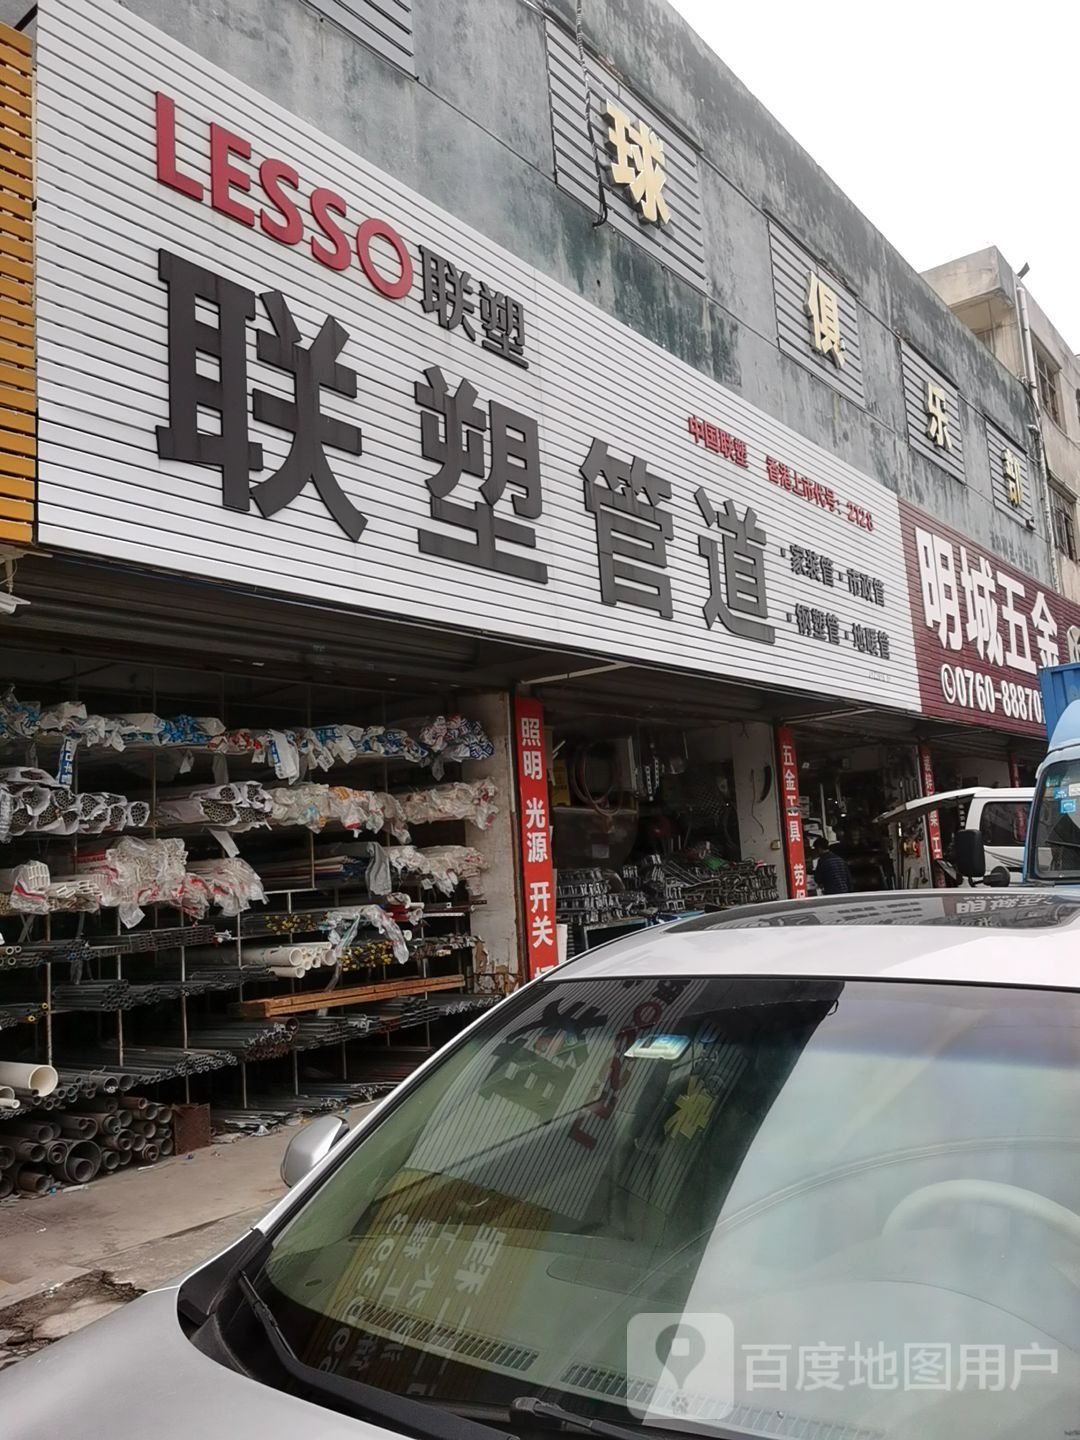 球俱乐部
LESSO联塑
联塑管道
中国联塑 香港上市代号：2128
·家装管·市政管
·钢塑管·地暖管
明城五金
0760-88870
照明 光源 开关
五金工具 劳
百度地图用户